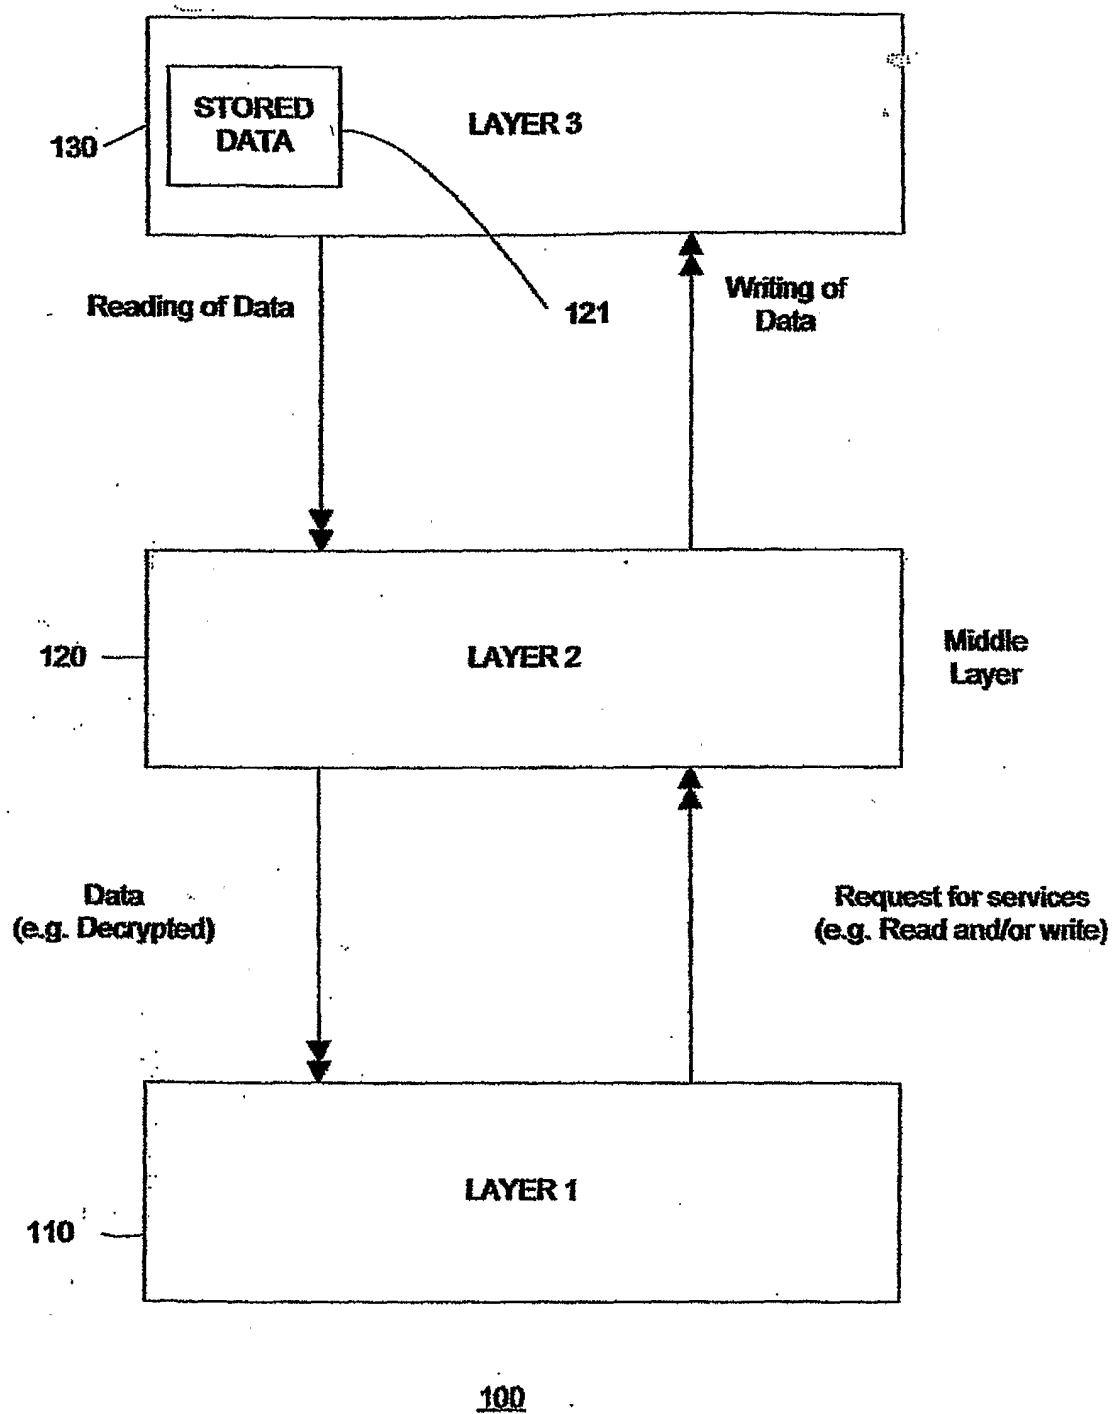 STORED
DATA
LAYER 3
130
Reading of Data
121
Writing of
Data
120
LAYER 2
Middle
Layer
Data
(e.g. Decrypted)
Request for services
(e.g. Read and/or write)
LAYER 1
110
100